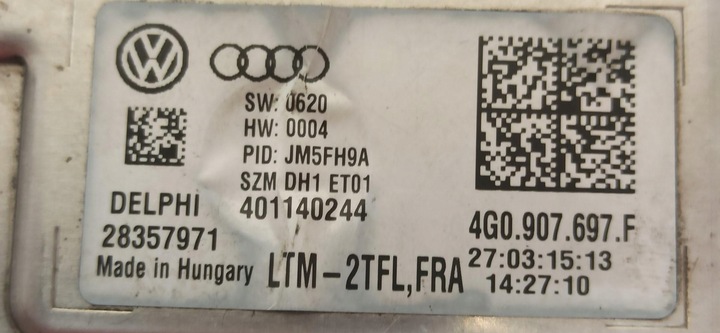 VW
SW: 0620
HW: 0004
PID: JM5FH9A
SZM DH1 ET01
DELPHI 401140244
28357971
4G0.907.697.F
Made in Hungary LTM-2TFL,FRA
27:03:15:13
14:27:10